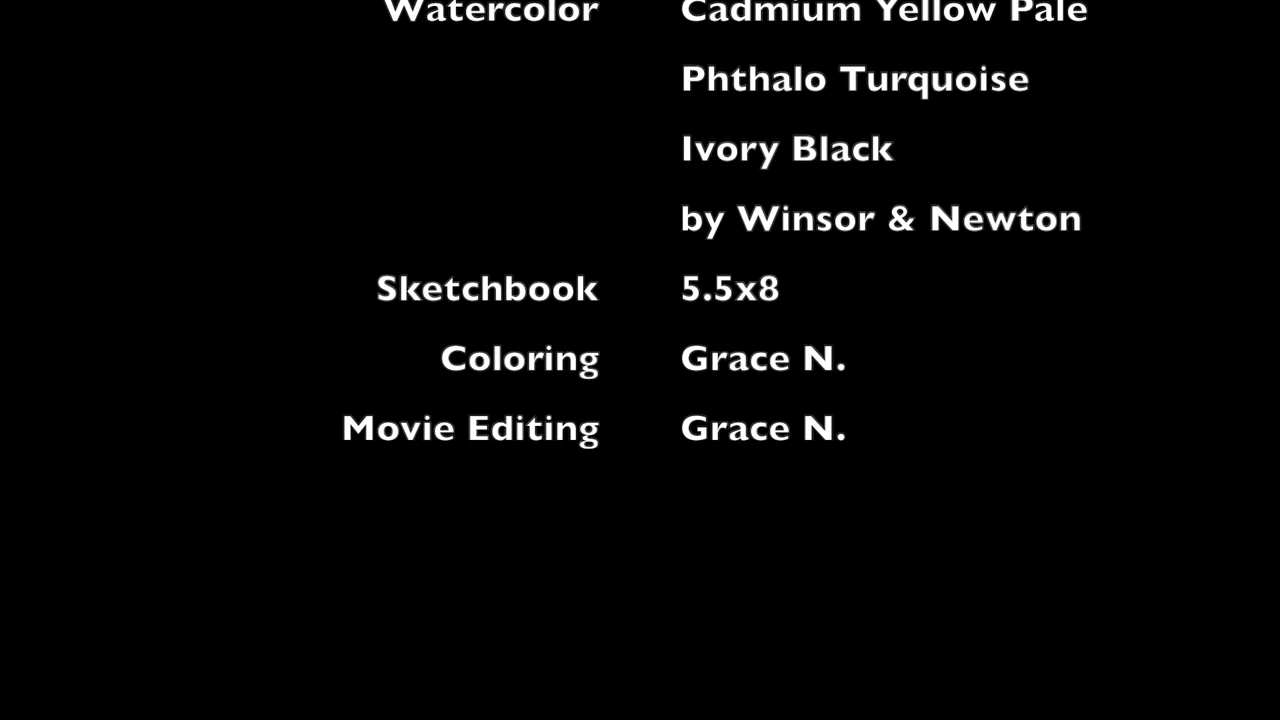 Watercolor Cadmium Yellow Pale
Phthalo Turquoise
Ivory Black
by Winsor & Newton
Sketchbook 5.5x8
Coloring Grace N.
Movie Editing Grace N.